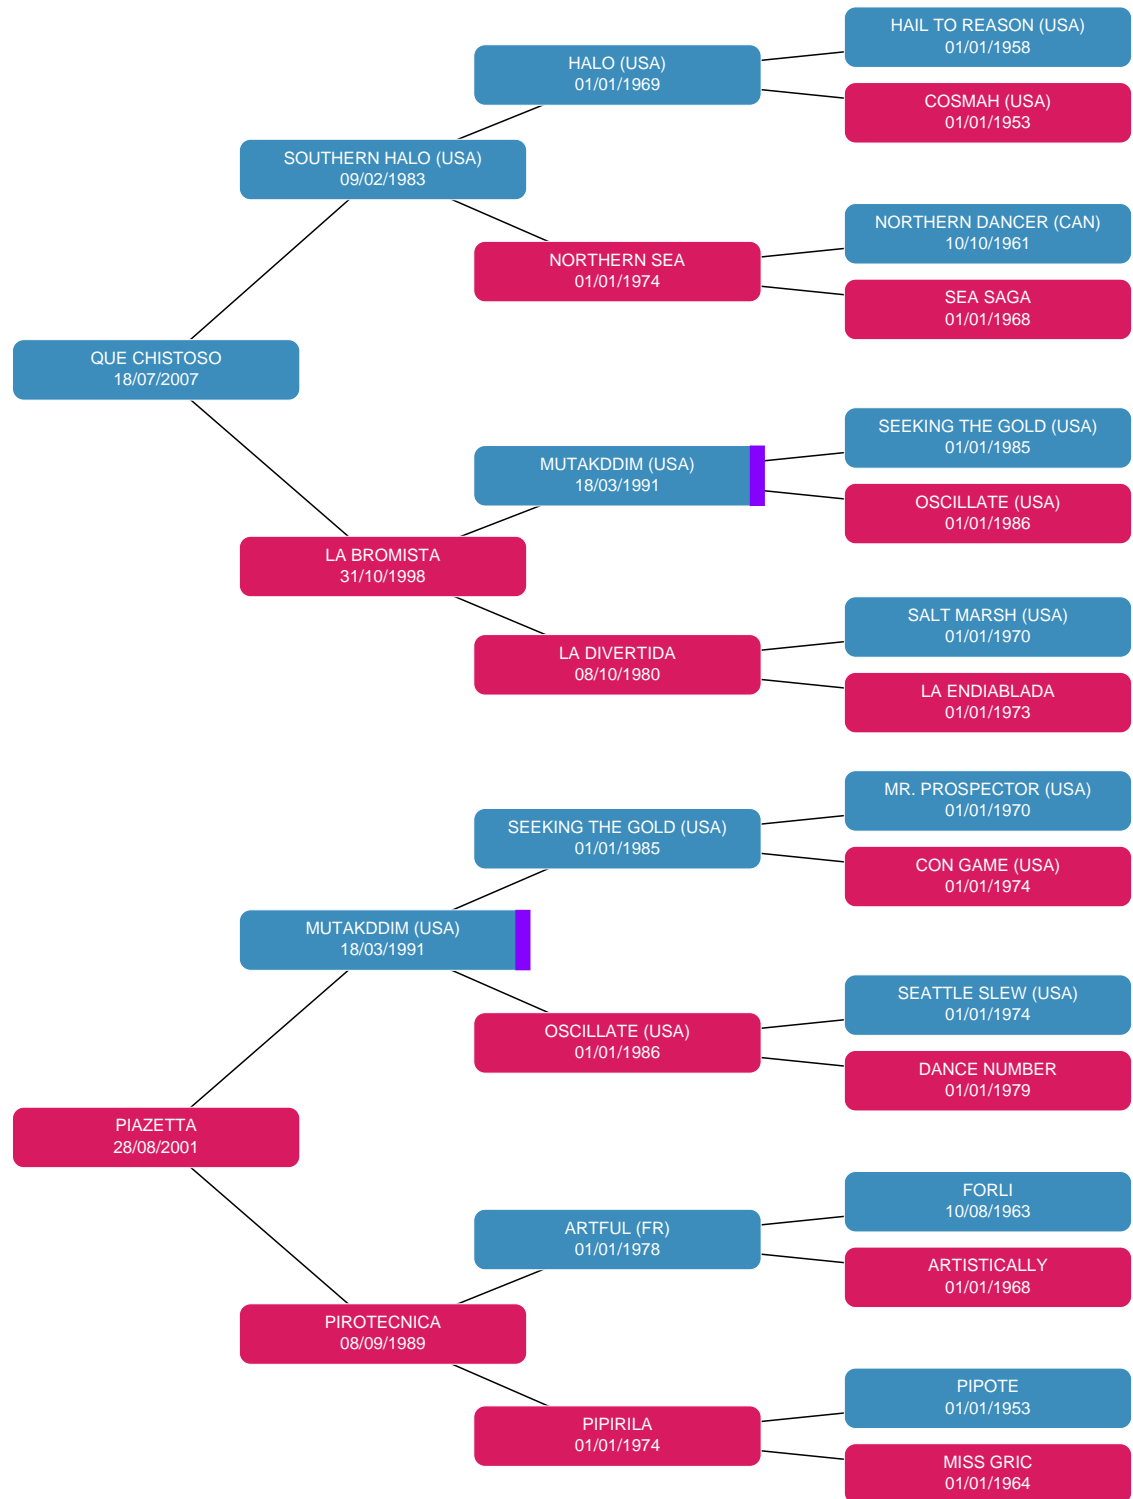 HAIL TO REASON (USA)
01/01/1958
HALO (USA)
01/01/1969
COSMAH (USA)
01/01/1953
SOUTHERN HALO (USA)
09/02/1983
NORTHERN DANCER (CAN)
10/10/1961
NORTHERN SEA
01/01/1974
SEA SAGA
01/01/1968
QUE CHISTOSO
18/07/2007
SEEKING THE GOLD (USA)
01/01/1985
MUTAKDDIM (USA)
18/03/1991
OSCILLATE (USA)
01/01/1986
LA BROMISTA
31/10/1998
SALT MARSH (USA)
01/01/1970
LA DIVERTIDA
08/10/1980
LA ENDIABLADA
01/01/1973
MR. PROSPECTOR (USA)
01/01/1970
SEEKING THE GOLD (USA)
01/01/1985
CON GAME (USA)
01/01/1974
MUTAKDDIM (USA)
18/03/1991
SEATTLE SLEW (USA)
01/01/1974
OSCILLATE (USA)
01/01/1986
DANCE NUMBER
01/01/1979
PIAZETTA
28/08/2001
FORLI
10/08/1963
ARTFUL (FR)
01/01/1978
ARTISTICALLY
01/01/1968
PIROTECNICA
08/09/1989
PIPOTE
01/01/1953
PIPIRILA
01/01/1974
MISS GRIC
01/01/1964